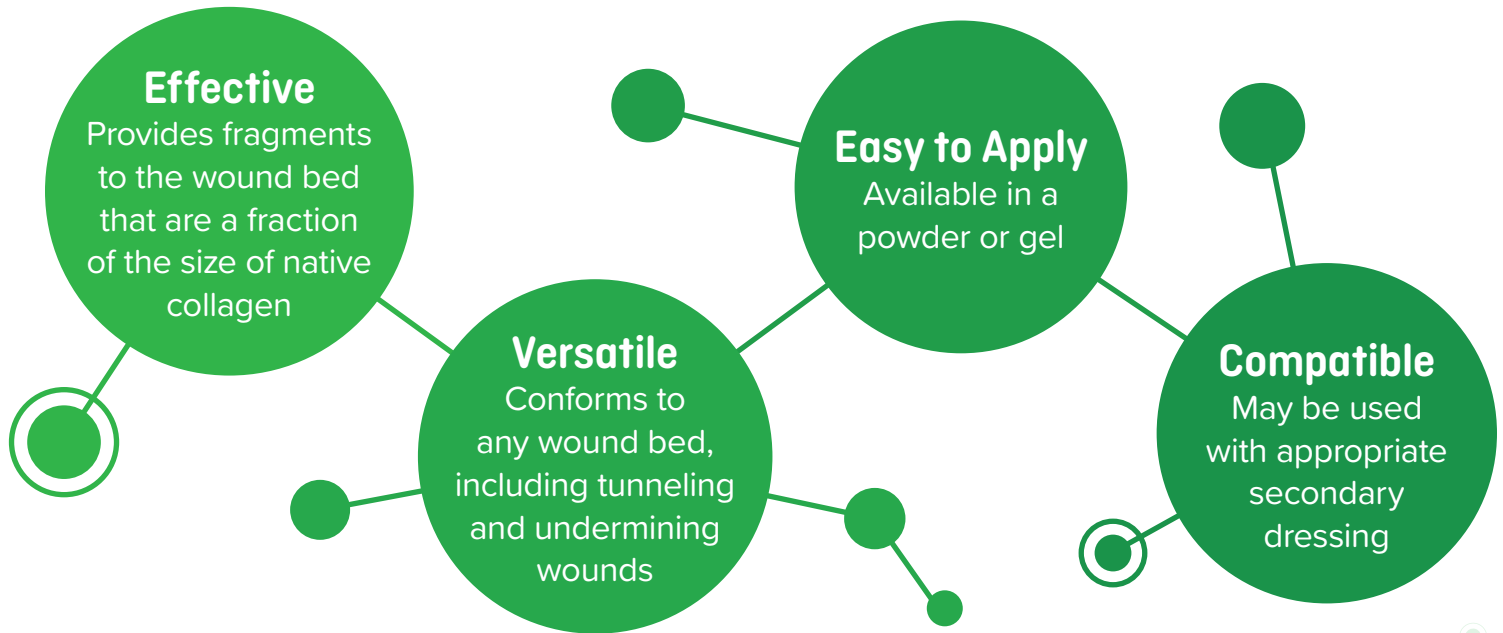 Effective
Provides fragments
to the wound bed
that are a fraction
of the size of native
collagen
Versatile
Conforms to
any wound bed,
including tunneling
and undermining
wounds
Easy to Apply
Available in a
powder or gel
Compatible
May be used
with appropriate
secondary
dressing